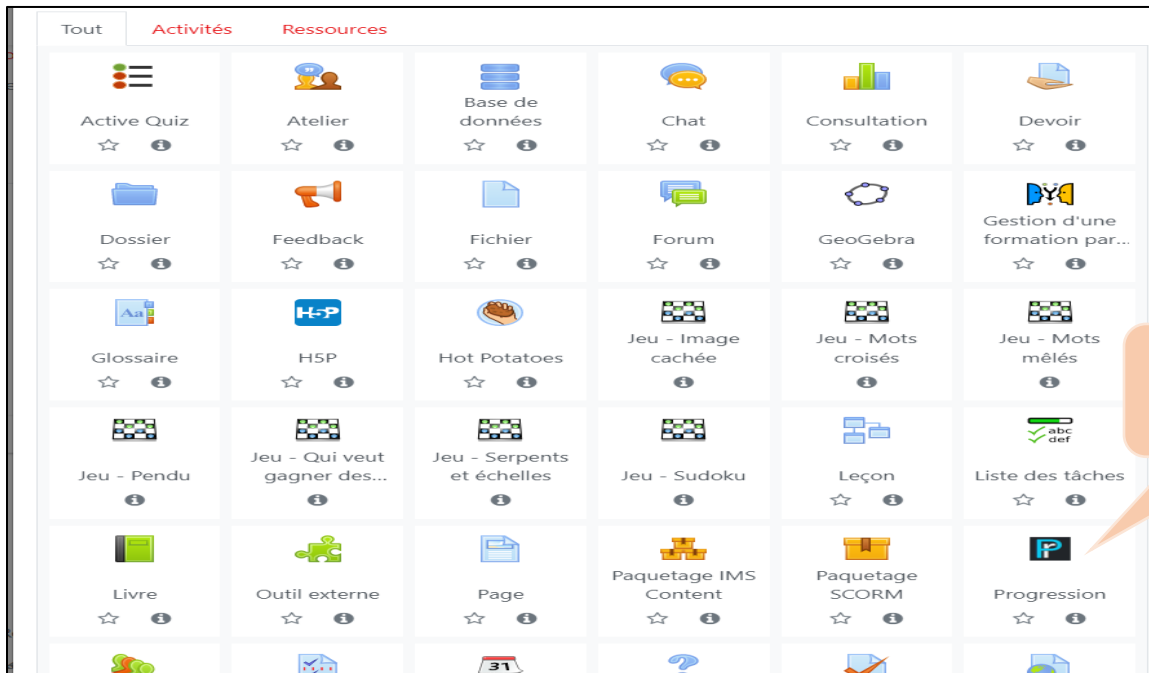 Tout Activités Ressources
Active Quiz
Atelier
Base de
données
Chat
Consultation
Devoir
Dossier
Feedback
Fichier
Forum
GeoGebra
Gestion d'une
formation par...
Aa
Glossaire
H5P
H5P
Hot Potatoes
Jeu - Image
cachée
Jeu - Mots
croisés
Jeu - Mots
mêlés
Jeu - Pendu
Jeu - Qui veut
gagner des...
Jeu - Serpents
et échelles
Jeu - Sudoku
Leçon
abc
def
Liste des tâches
Livre
Outil externe
Page
Paquetage IMS
Content
Paquetage
SCORM
Progression
31